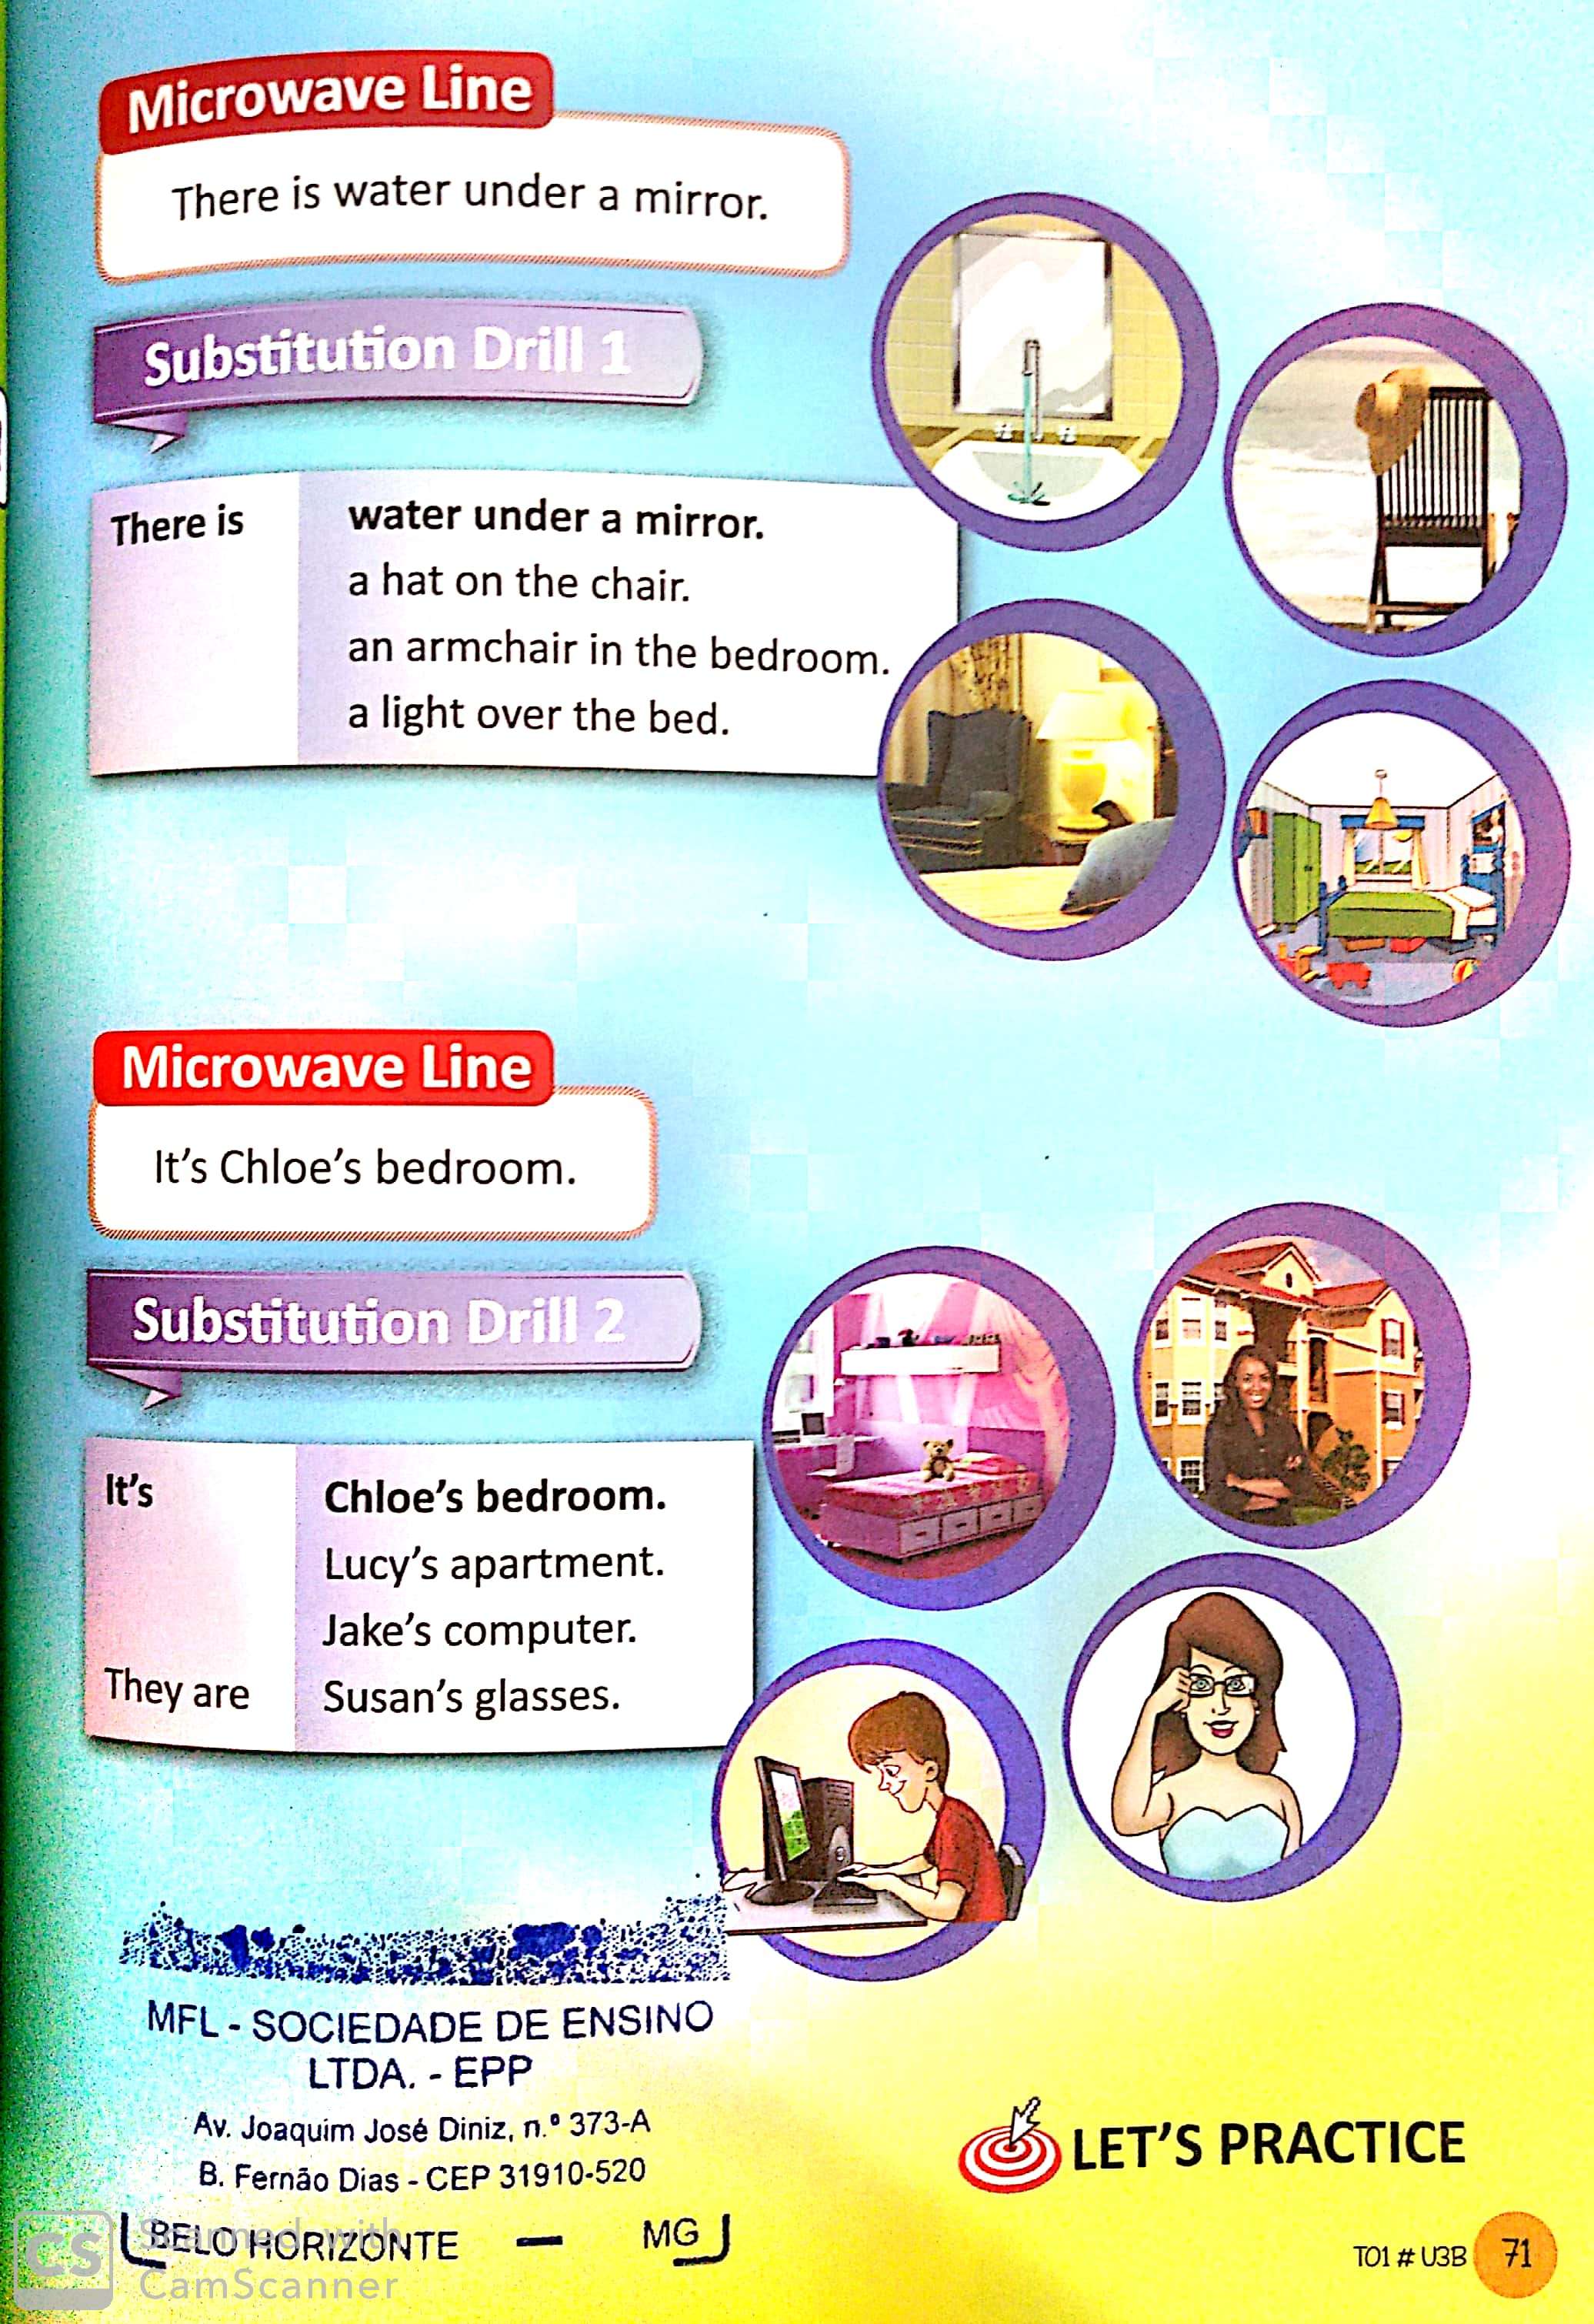 Microwave Line
There is water under a mirror.
Substitution Drill 1
There is water under a mirror.
a hat on the chair.
an armchair in the bedroom.
a light over the bed.
Microwave Line
It's Chloe's bedroom.
Substitution Drill 2
It's Chloe's bedroom.
Lucy's apartment.
Jake's computer.
They are Susan's glasses.
MFL - SOCIEDADE DE ENSINO
LTDA. - EPP
Av. Joaquim José Diniz, n.º 373-A
B. Fernão Dias - CEP 31910-520
BELO HORIZONTE — MG
LET'S PRACTICE
T01 # U3B 71
CS Scanned with
CamScanner